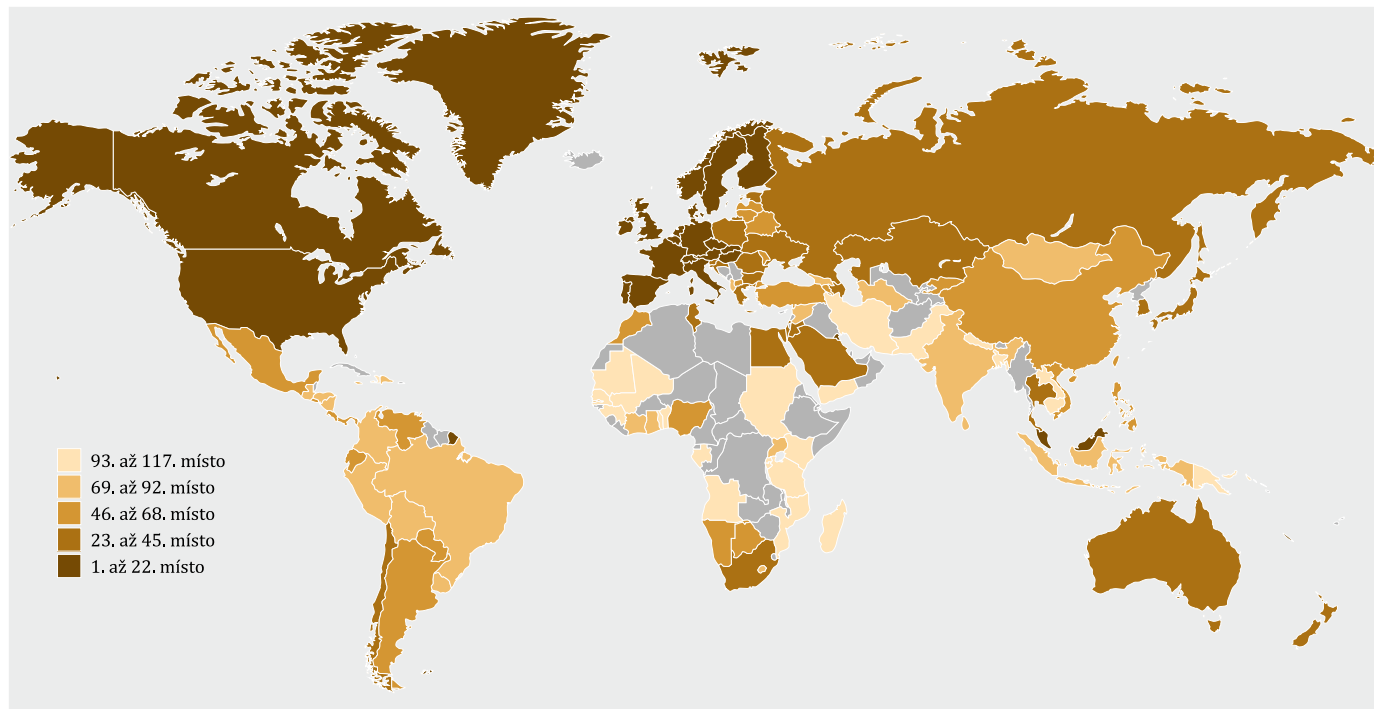 93. až 117. místo
69. až 92. místo
46. až 68. místo
23. až 45. místo
1. až 22. místo